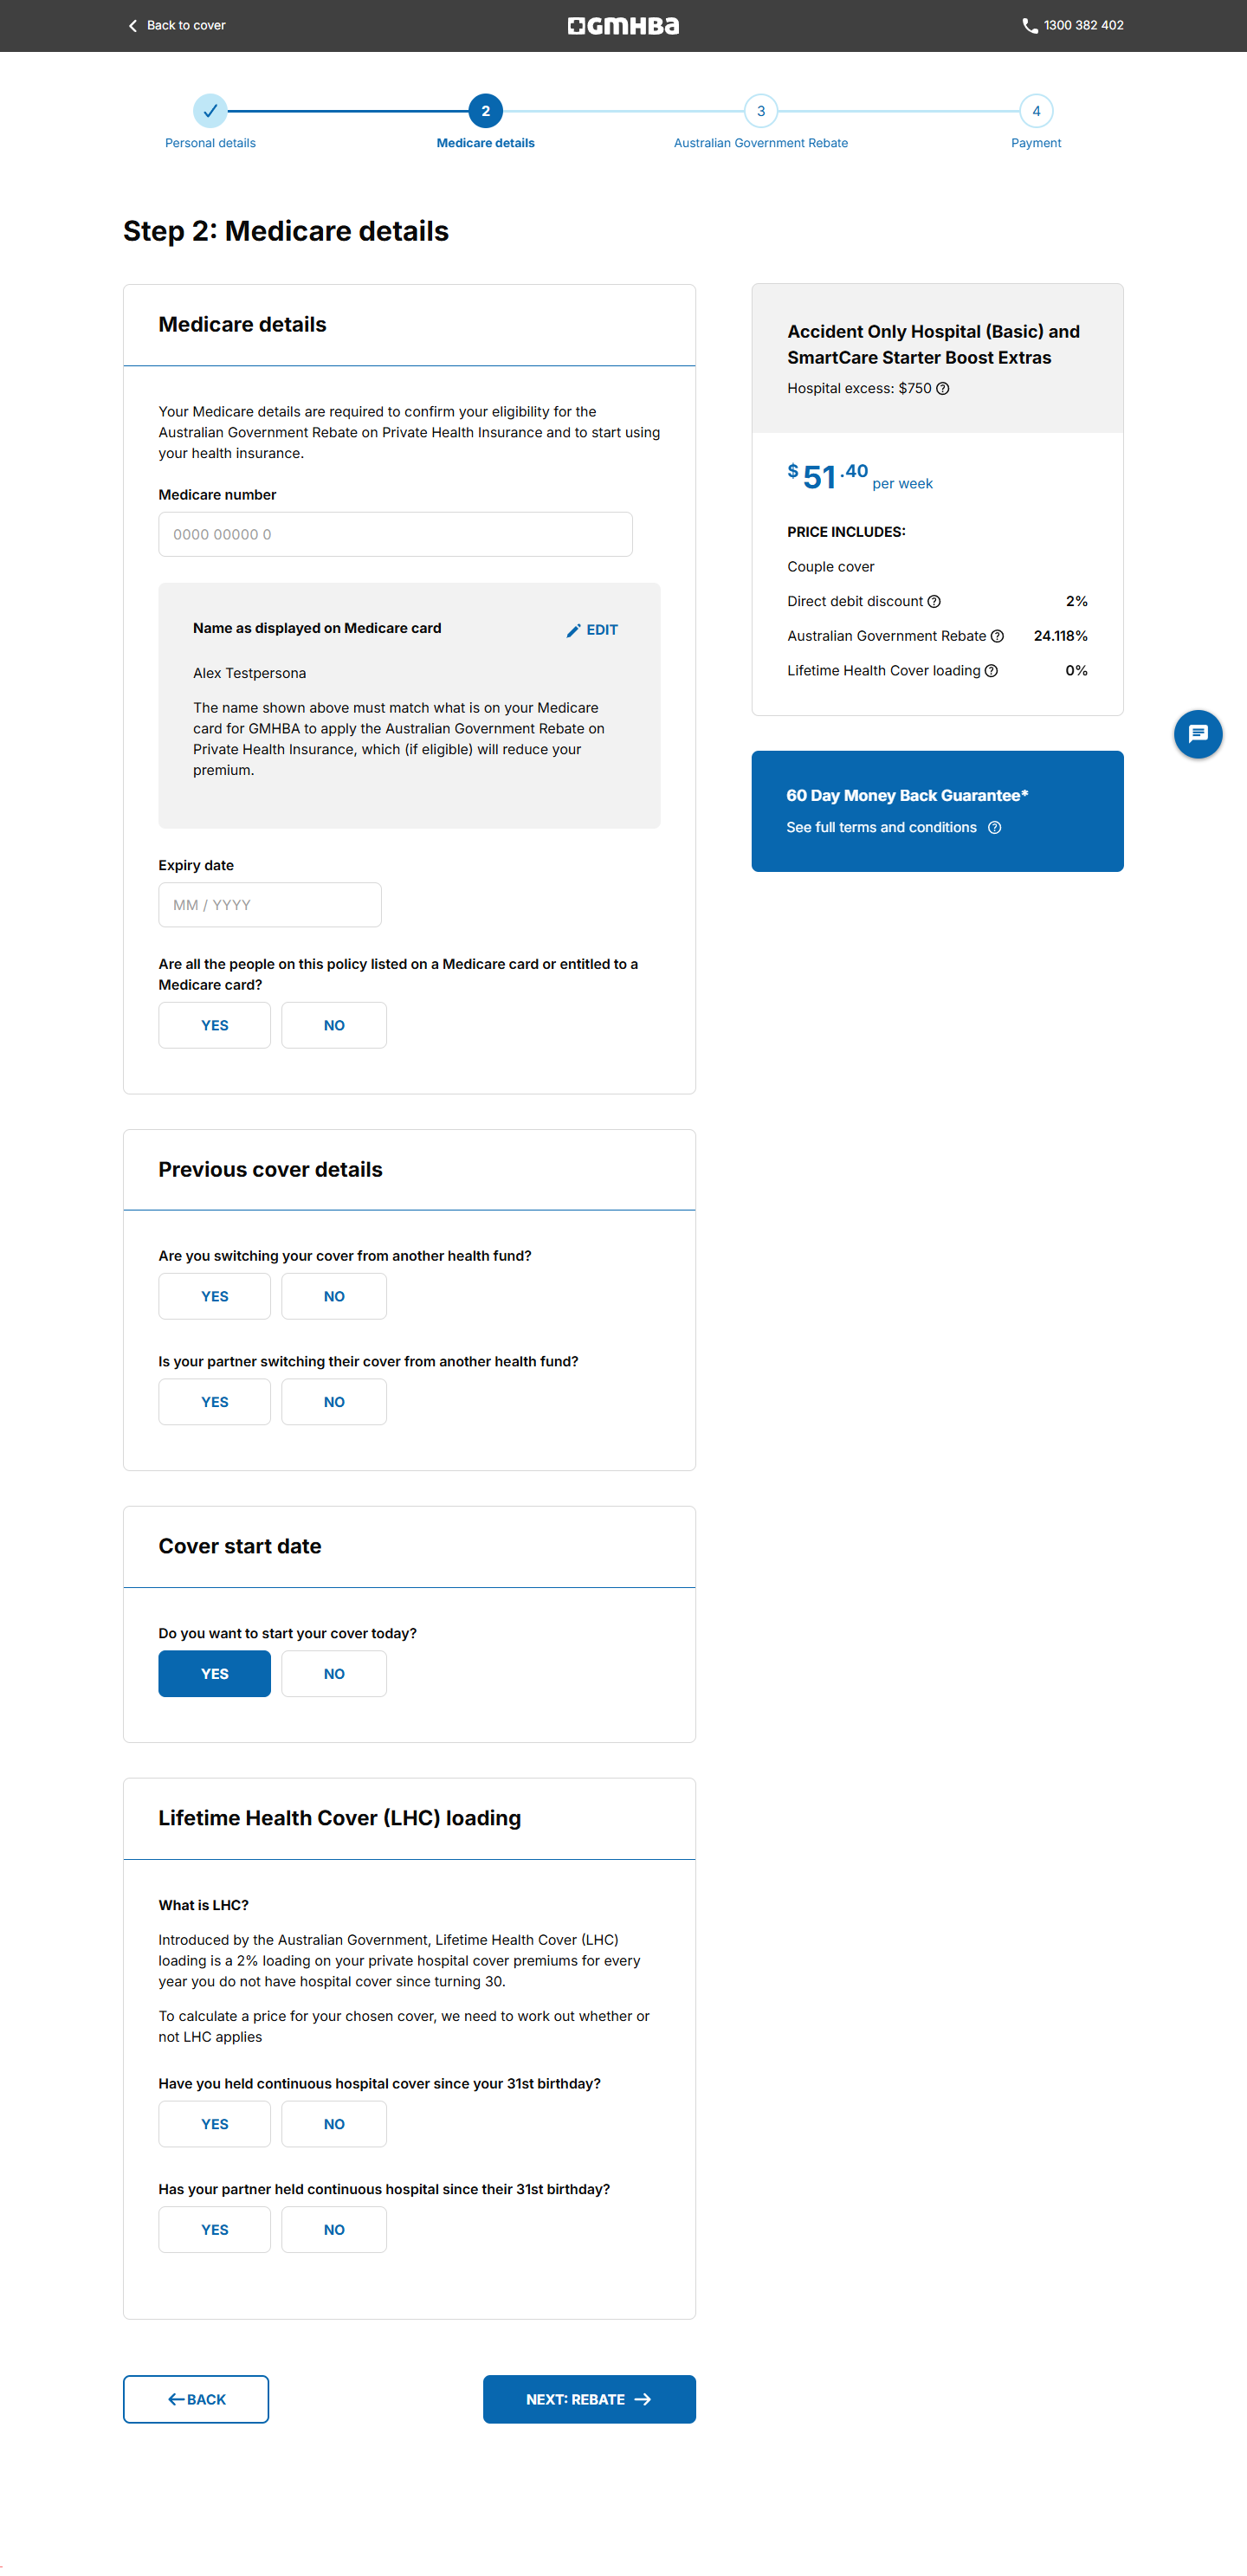 Back to cover
GMHBA
1300 382 402
2
3
4
Personal details
Medicare details
Australian Government Rebate
Payment
Step 2: Medicare details
Medicare details
Your Medicare details are required to confirm your eligibility for the
Australian Government Rebate on Private Health Insurance and to start using
your health insurance.
Medicare number
0000 00000 0
Name as displayed on Medicare card
EDIT
Alex Testpersona
The name shown above must match what is on your Medicare
card for GMHBA to apply the Australian Government Rebate on
Private Health Insurance, which (if eligible) will reduce your
premium.
Expiry date
MM / YYYY
Are all the people on this policy listed on a Medicare card or entitled to a
Medicare card?
YES
NO
Previous cover details
Are you switching your cover from another health fund?
YES
NO
Is your partner switching their cover from another health fund?
YES
NO
Cover start date
Do you want to start your cover today?
YES
NO
Lifetime Health Cover (LHC) loading
What is LHC?
Introduced by the Australian Government, Lifetime Health Cover (LHC)
loading is a 2% loading on your private hospital cover premiums for every
year you do not have hospital cover since turning 30.
To calculate a price for your chosen cover, we need to work out whether or
not LHC applies
Have you held continuous hospital cover since your 31st birthday?
YES
NO
Has your partner held continuous hospital since their 31st birthday?
YES
NO
BACK
NEXT: REBATE
Accident Only Hospital (Basic) and
SmartCare Starter Boost Extras
Hospital excess: $750
$51.40 per week
PRICE INCLUDES:
Couple cover
Direct debit discount 2%
Australian Government Rebate 24.118%
Lifetime Health Cover loading 0%
60 Day Money Back Guarantee*
See full terms and conditions